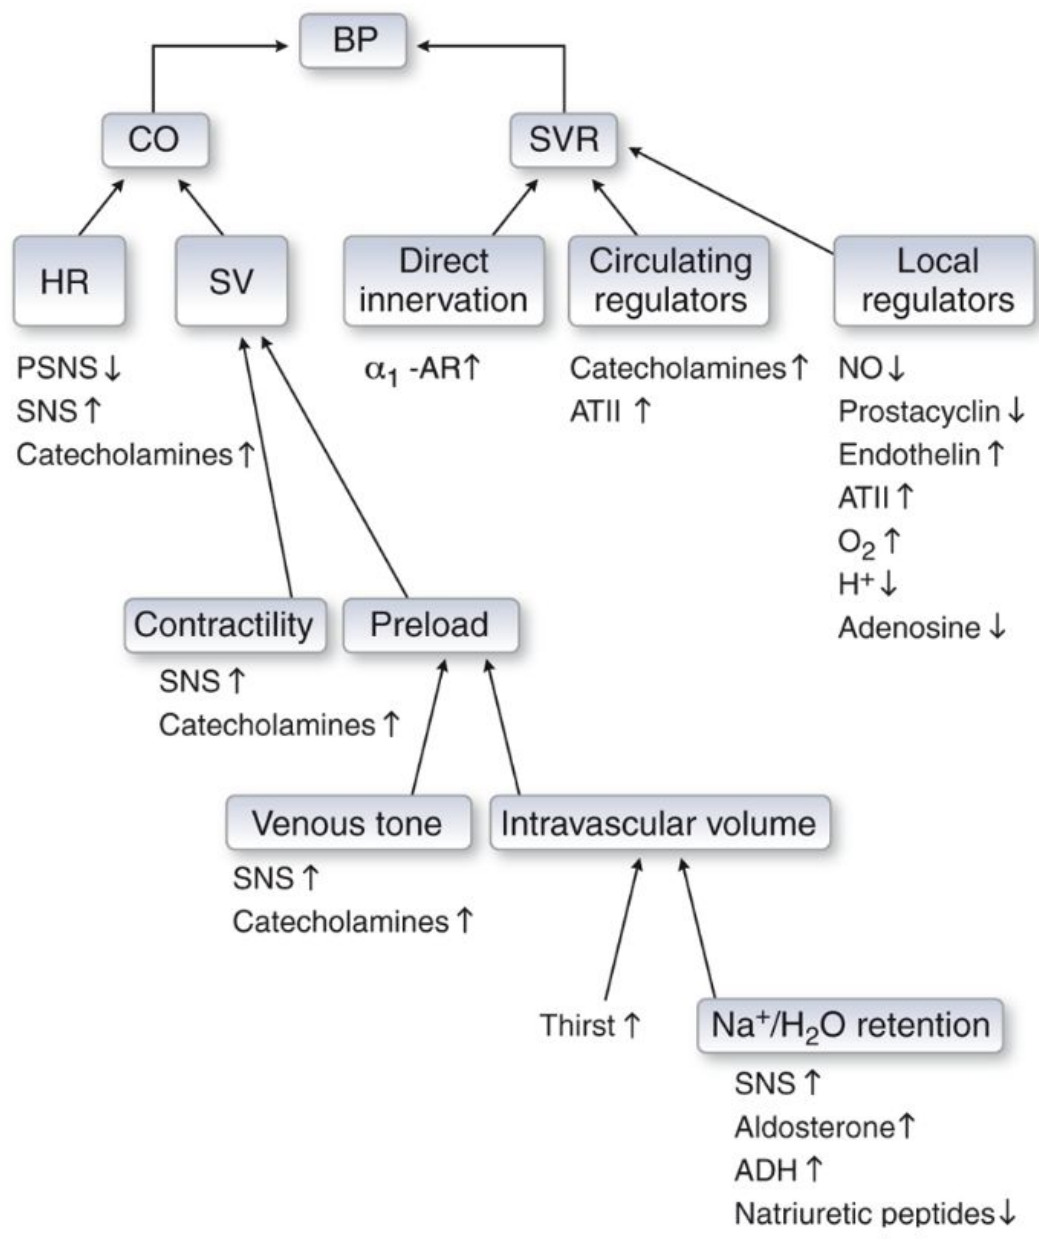 BP
CO
SVR
HR
SV
Direct
innervation
Circulating
regulators
Local
regulators
PSNS↓
SNS↑
Catecholamines↑
α₁ -AR↑
Catecholamines↑
ATII ↑
NO↓
Prostacyclin↓
Endothelin↑
ATII↑
O₂↑
H⁺↓
Adenosine↓
Contractility
SNS↑
Catecholamines↑
Preload
Venous tone
SNS↑
Catecholamines↑
Intravascular volume
Thirst↑
Na⁺/H₂O retention
SNS↑
Aldosterone↑
ADH↑
Natriuretic peptides↓